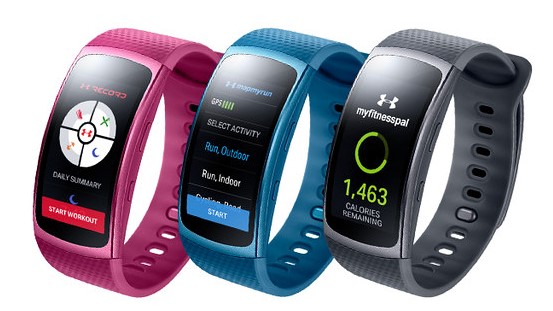 RECORD
DAILY SUMMARY
START WORKOUT
mapmyrun
GPS
SELECT ACTIVITY
Run, Outdoor
Run, Indoor
START
myfitnesspal
1,463
CALORIES
REMAINING